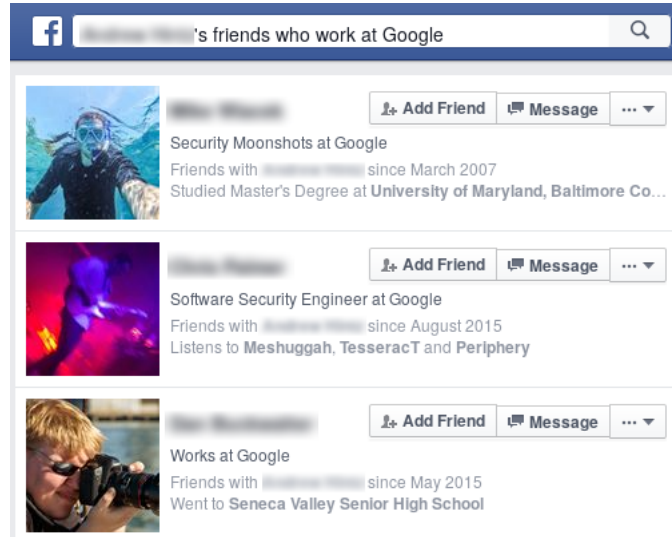 f 's friends who work at Google
Add Friend Message ...
Security Moonshots at Google
Friends with since March 2007
Studied Master's Degree at University of Maryland, Baltimore Co...
Add Friend Message ...
Software Security Engineer at Google
Friends with since August 2015
Listens to Meshuggah, TesseracT and Periphery
Add Friend Message ...
Works at Google
Friends with since May 2015
Went to Seneca Valley Senior High School